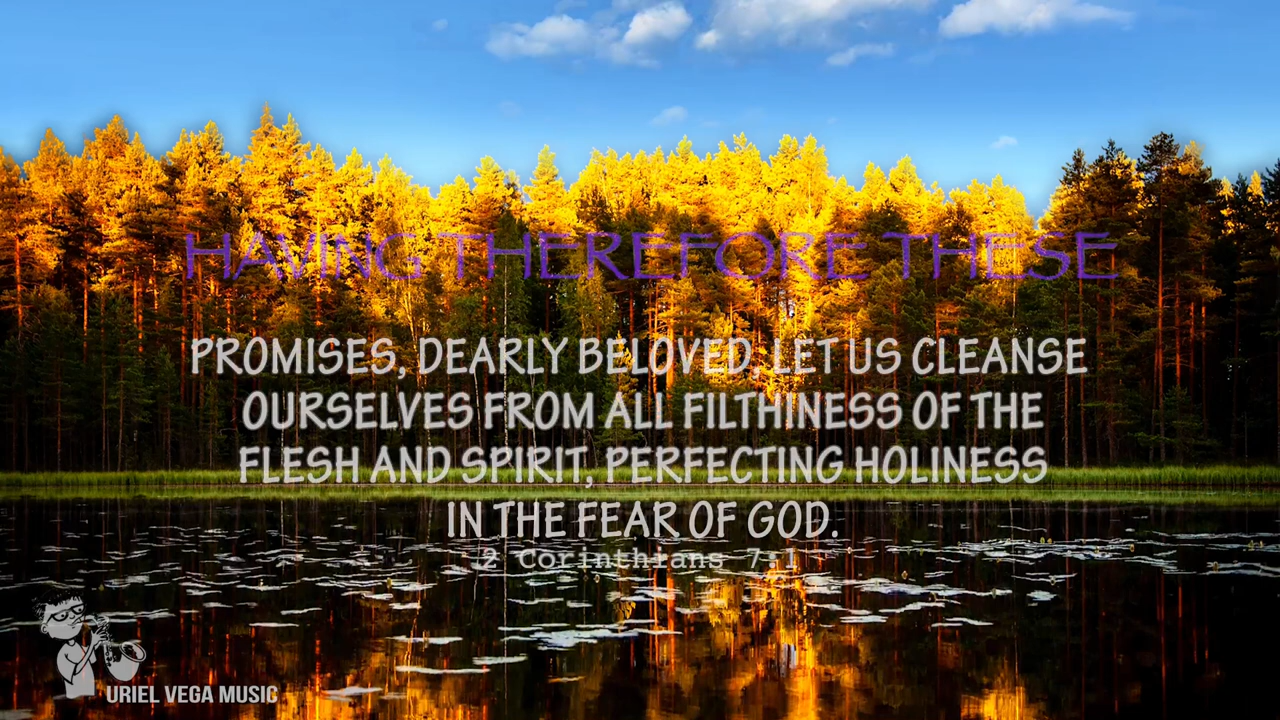 HAVING THEREFORE THESE
PROMISES, DEARLY BELOVED, LET US CLEANSE
OURSELVES FROM ALL FILTHINESS OF THE
FLESH AND SPIRIT, PERFECTING HOLINESS
IN THE FEAR OF GOD.
2 Corinthians 7:1
URIEL VEGA MUSIC